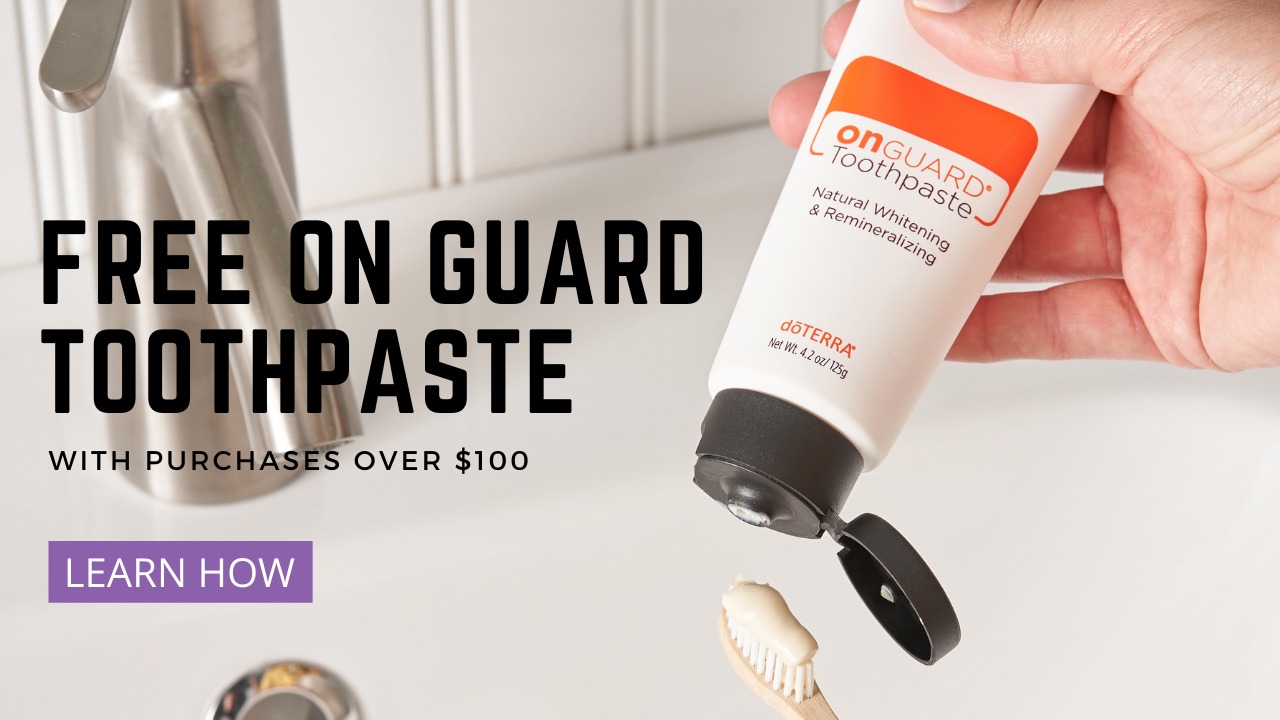 FREE ON GUARD
TOOTHPASTE
WITH PURCHASES OVER $100
LEARN HOW
onGUARD®
Toothpaste
Natural Whitening
& Remineralizing
dōTERRA®
Net Wt. 4.2 oz/ 125g